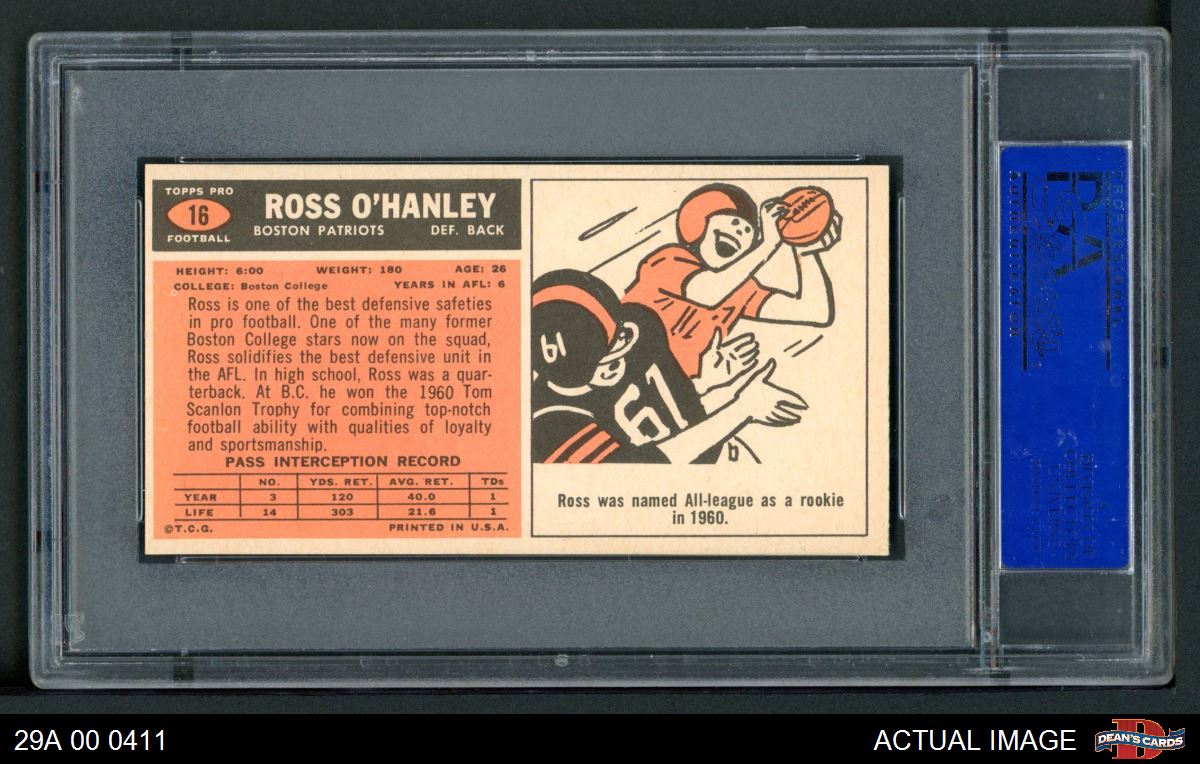 TOPPS PRO
16
FOOTBALL
ROSS O'HANLEY
BOSTON PATRIOTS DEF. BACK
HEIGHT: 6:00 WEIGHT: 180 AGE: 26
COLLEGE: Boston College YEARS IN AFL: 6
Ross is one of the best defensive safeties
in pro football. One of the many former
Boston College stars now on the squad,
Ross solidifies the best defensive unit in
the AFL. In high school, Ross was a quar-
terback. At B.C. he won the 1960 Tom
Scanlon Trophy for combining top-notch
football ability with qualities of loyalty
and sportsmanship.
PASS INTERCEPTION RECORD
NO. YDS. RET. AVG. RET. TDs
YEAR 3 120 40.0 1
LIFE 14 303 21.6 1
©T.C.G. PRINTED IN U.S.A.
61
61
Ross was named All-league as a rookie
in 1960.
PSA
29A 00 0411
ACTUAL IMAGE
DEAN'S CARDS